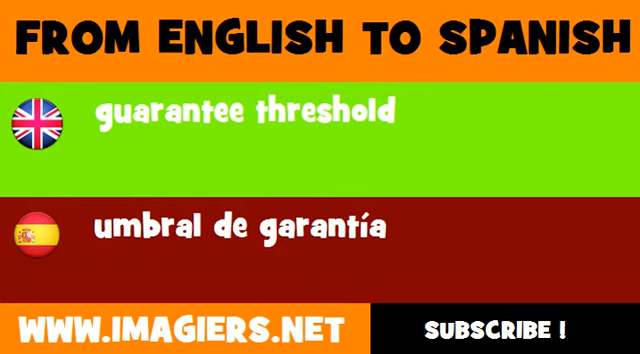 FROM ENGLISH TO SPANISH
guarantee threshold
umbral de garantía
WWW.IMAGIERS.NET
SUBSCRIBE !